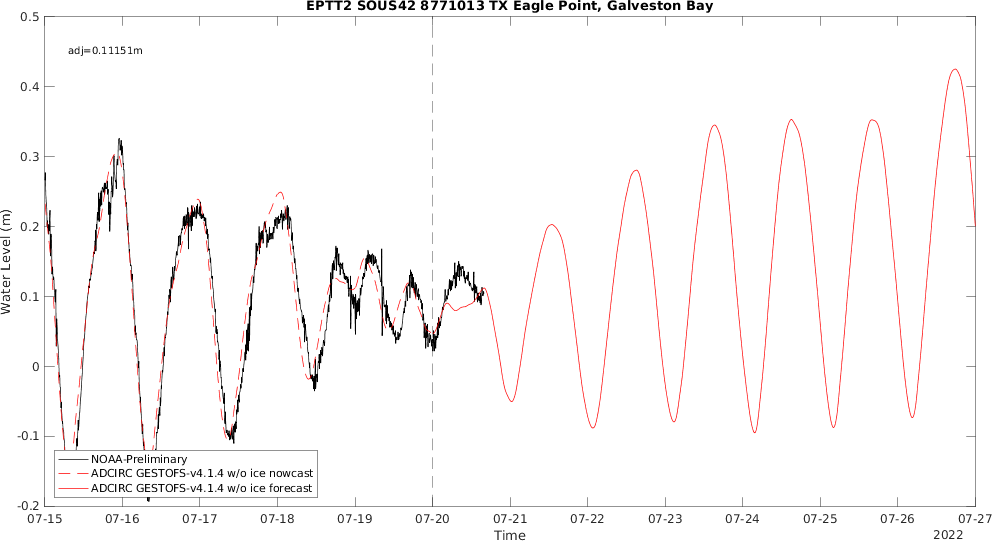 EPTT2 SOUS42 8771013 TX Eagle Point, Galveston Bay
adj=0.11151m
Water Level (m)
0.5
0.4
0.3
0.2
0.1
0
-0.1
-0.2
NOAA-Preliminary
ADCIRC GESTOFS-v4.1.4 w/o ice nowcast
ADCIRC GESTOFS-v4.1.4 w/o ice forecast
07-15 07-16 07-17 07-18 07-19 07-20 07-21 07-22 07-23 07-24 07-25 07-26 07-27
Time
2022